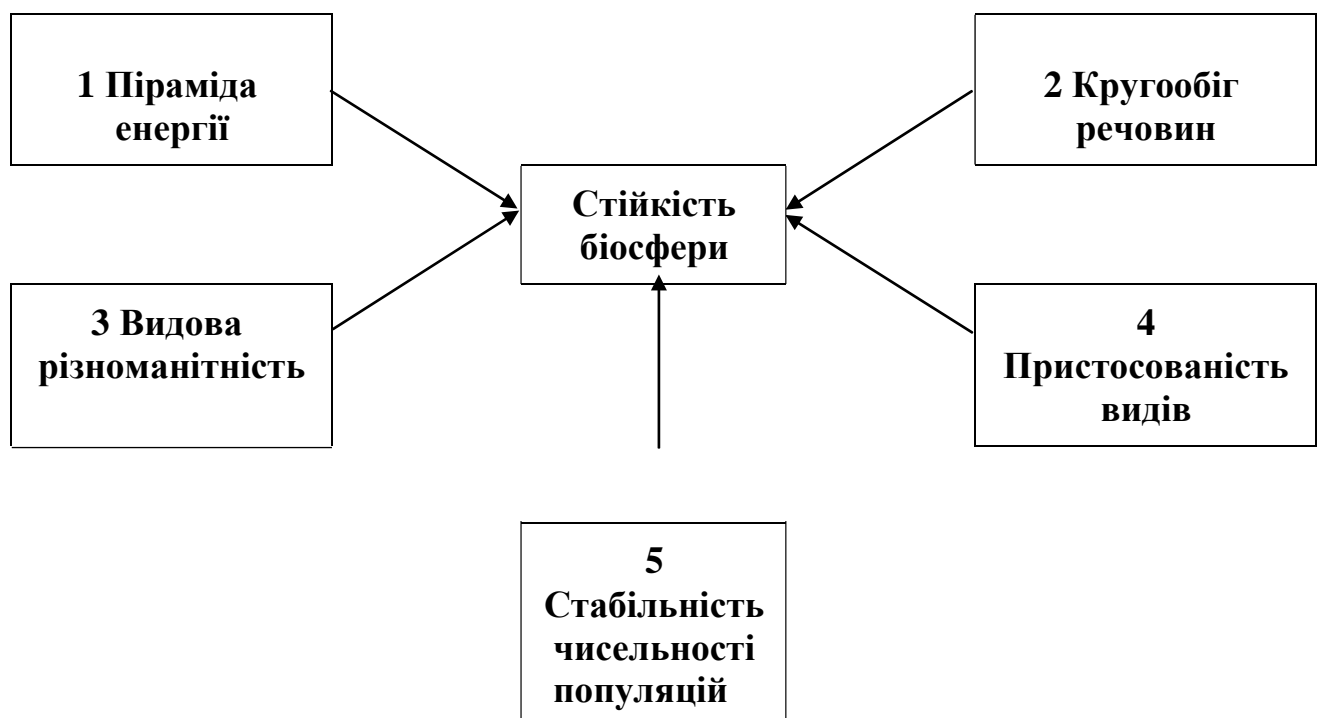 1 Піраміда
енергії
2 Кругообіг
речовин
Стійкість
біосфери
3 Видова
різноманітність
4
Пристосованість
видів
5
Стабільність
чисельності
популяцій